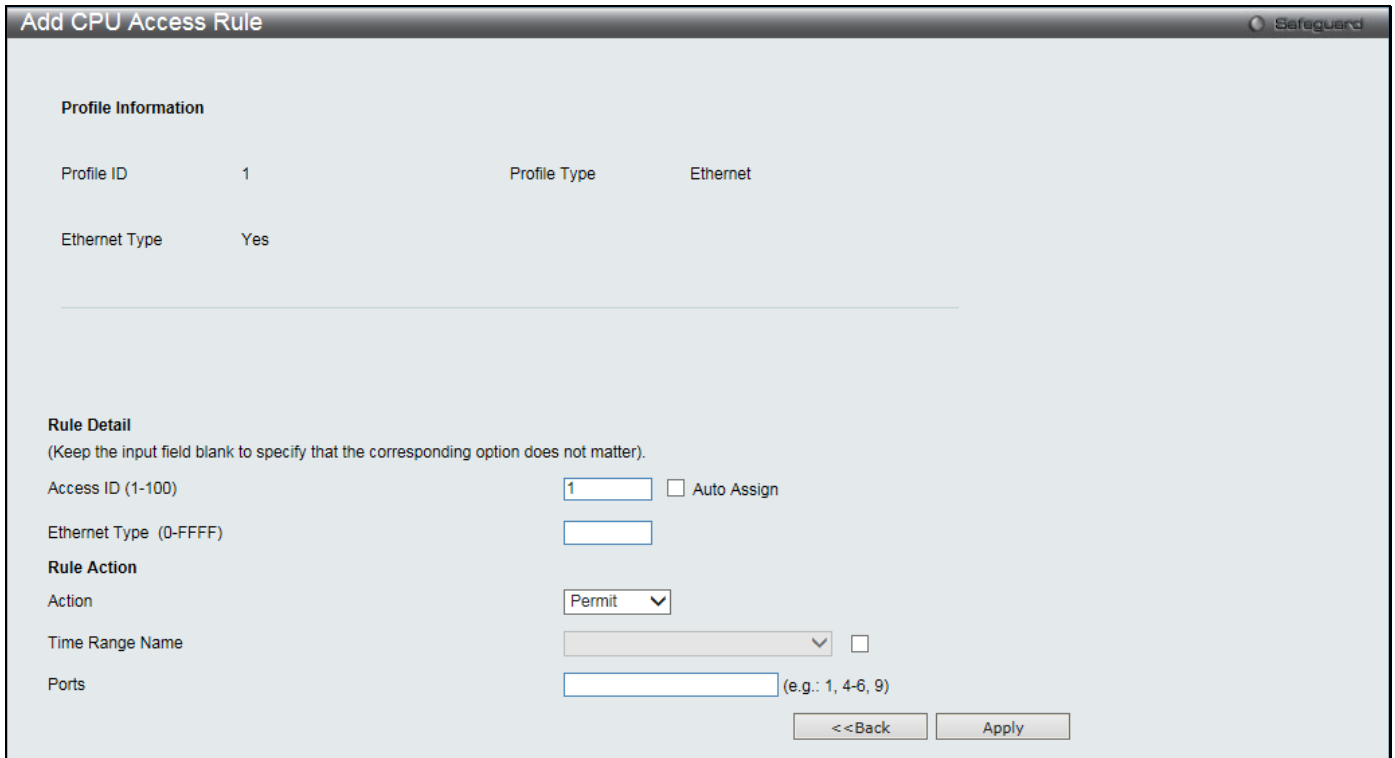 Add CPU Access Rule
Safeguard
Profile Information
Profile ID 1 Profile Type Ethernet
Ethernet Type Yes
Rule Detail
(Keep the input field blank to specify that the corresponding option does not matter).
Access ID (1-100) 1 Auto Assign
Ethernet Type (0-FFFF)
Rule Action
Action Permit
Time Range Name
Ports (e.g.: 1, 4-6, 9)
<<Back Apply